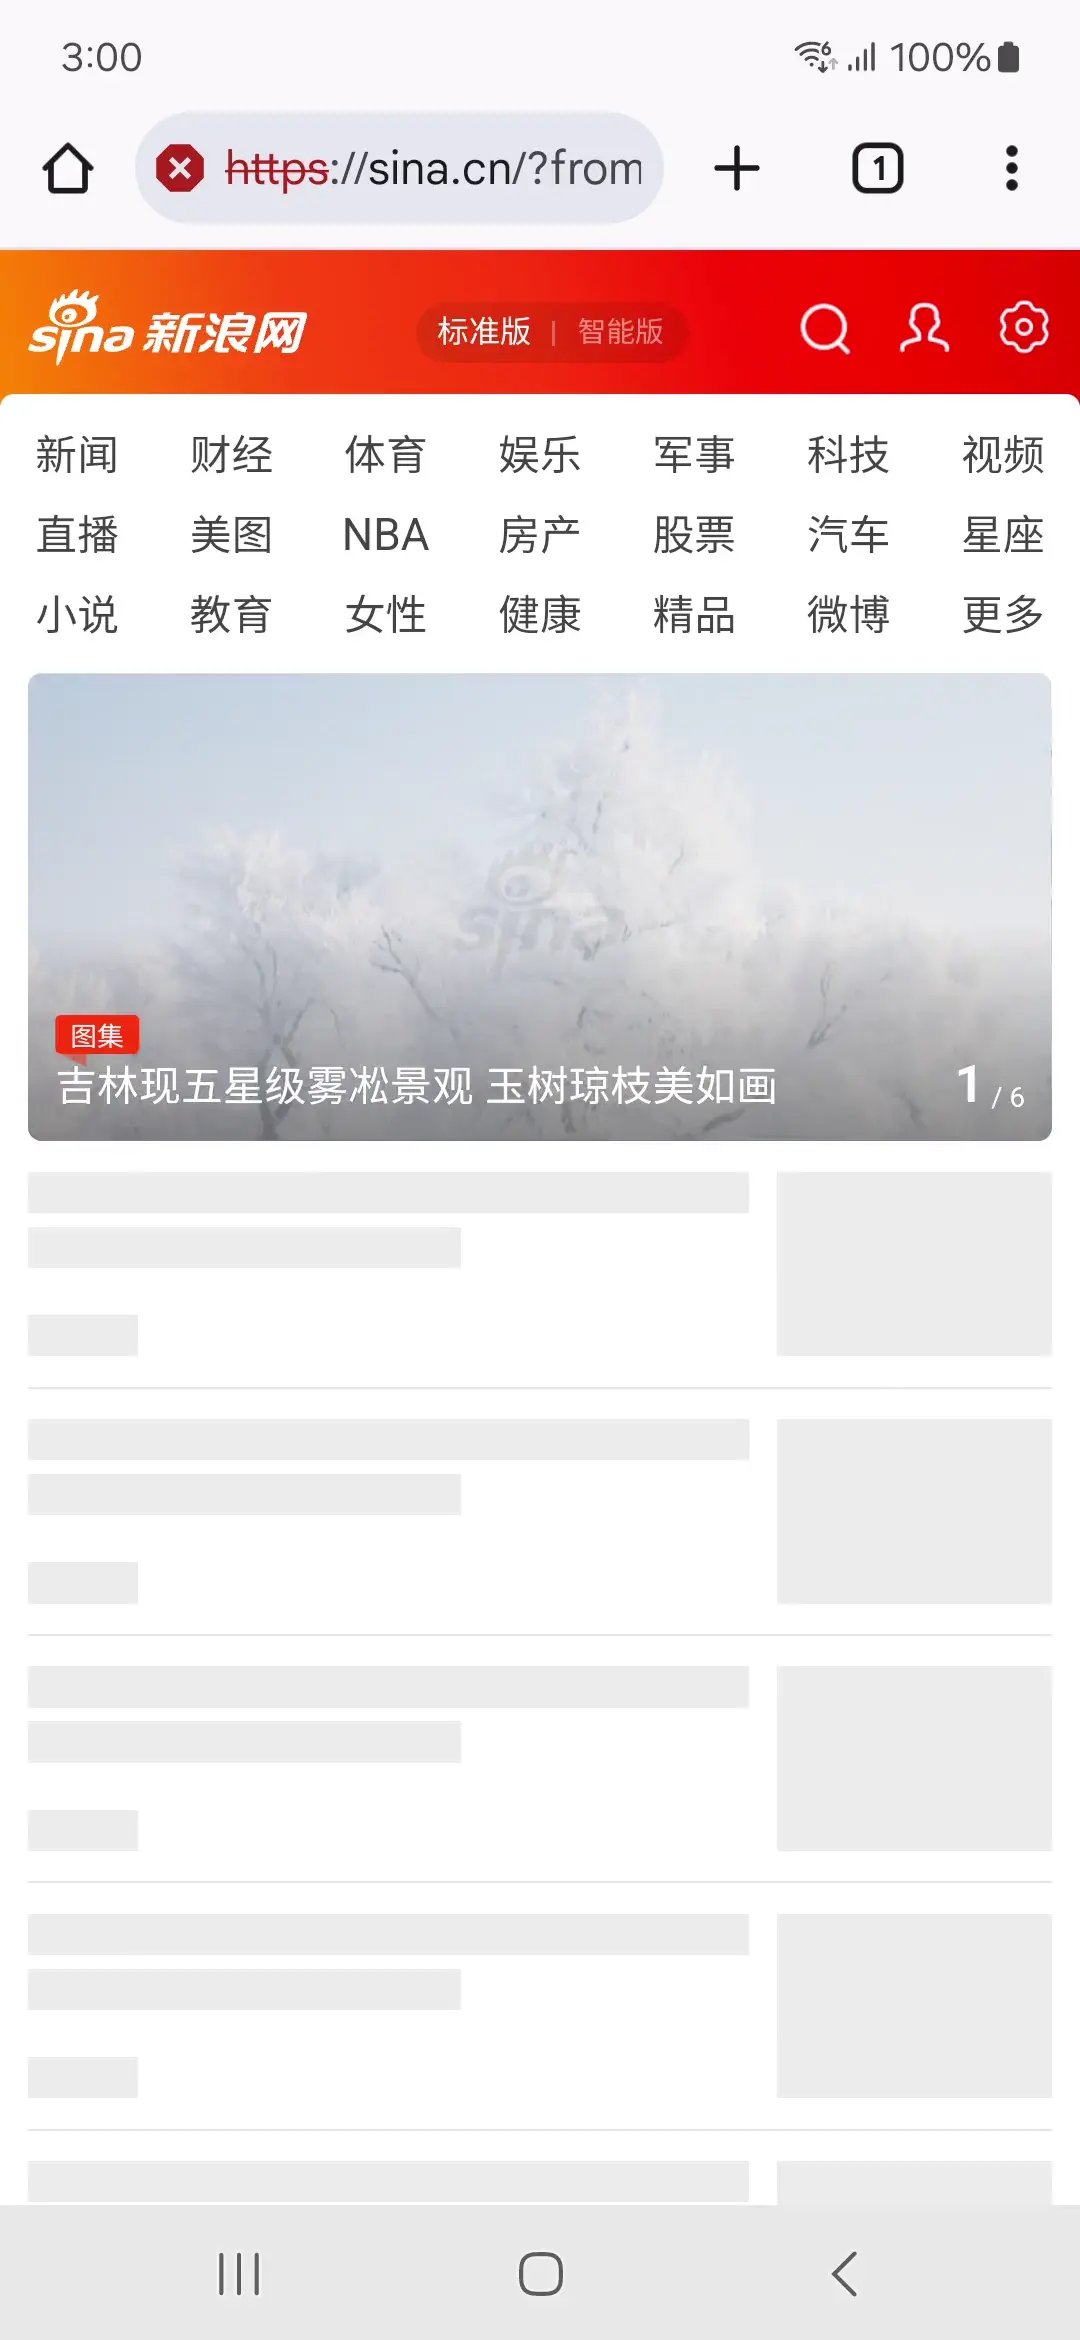 3:00
6 100%
https://sina.cn/?from
1
sina 新浪网
标准版 | 智能版
新闻 财经 体育 娱乐 军事 科技 视频
直播 美图 NBA 房产 股票 汽车 星座
小说 教育 女性 健康 精品 微博 更多
sina
图集
吉林现五星级雾凇景观 玉树琼枝美如画
1 / 6